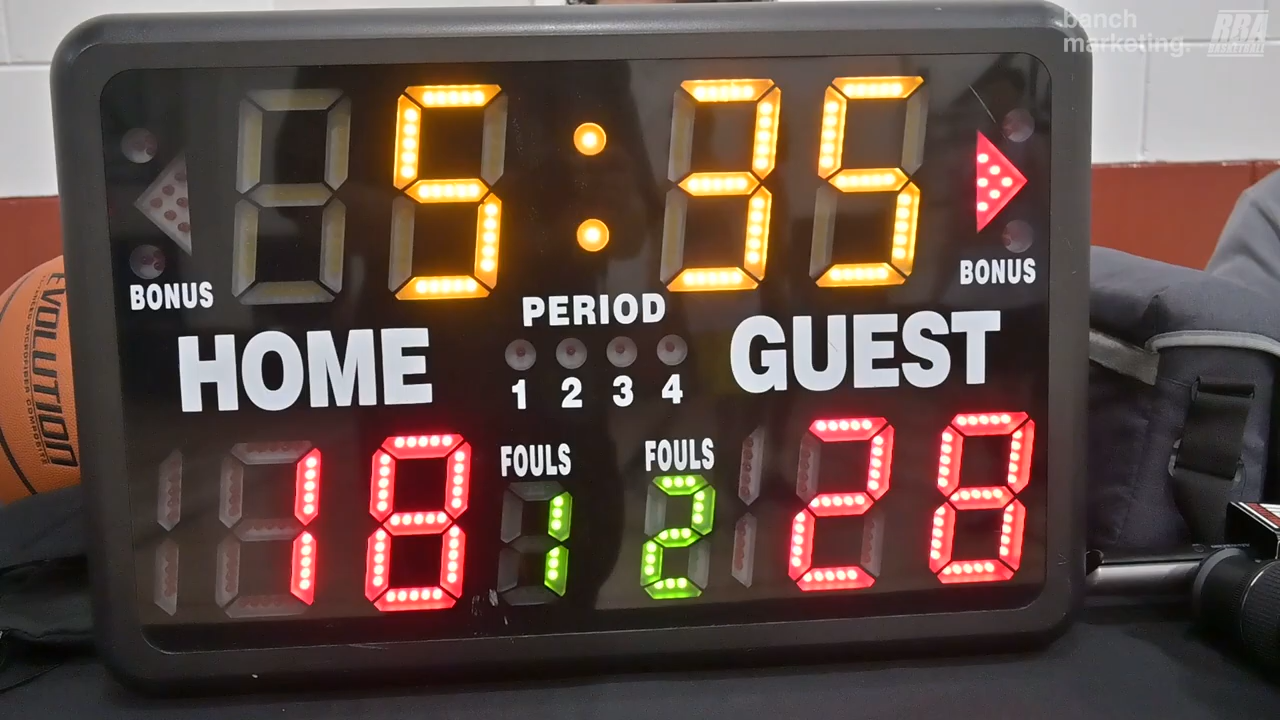 banch
marketing.
RBA
BASKETBALL
5:35
BONUS
BONUS
PERIOD
HOME
GUEST
1 2 3 4
FOULS
FOULS
18
1
2
28
EVOLUTION